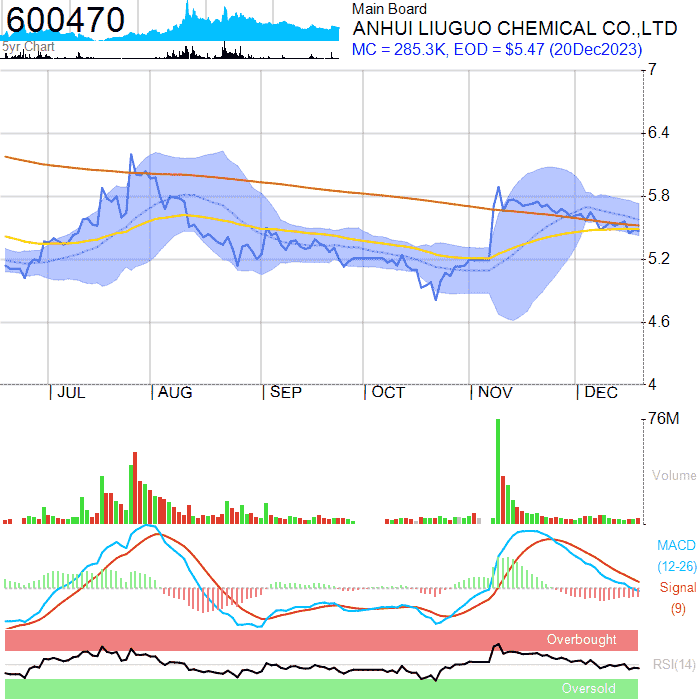 600470
5yr Chart
Main Board
ANHUI LIUGUO CHEMICAL CO.,LTD
MC = 285.3K, EOD = $5.47 (20Dec2023)
7
6.4
5.8
5.2
4.6
4
JUL AUG SEP OCT NOV DEC
76M
Volume
MACD
(12-26)
Signal
(9)
Overbought
RSI(14)
Oversold